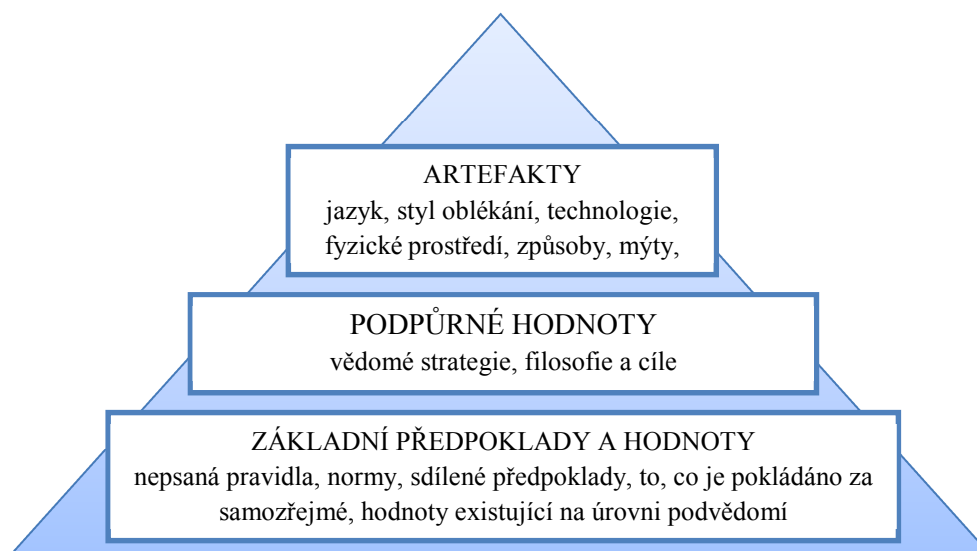 ARTEFAKTY
jazyk, styl oblékání, technologie,
fyzické prostředí, způsoby, mýty,
PODPŮRNÉ HODNOTY
vědomé strategie, filosofie a cíle
ZÁKLADNÍ PŘEDPOKLADY A HODNOTY
nepsaná pravidla, normy, sdílené předpoklady, to, co je pokládáno za
samozřejmé, hodnoty existující na úrovni podvědomí